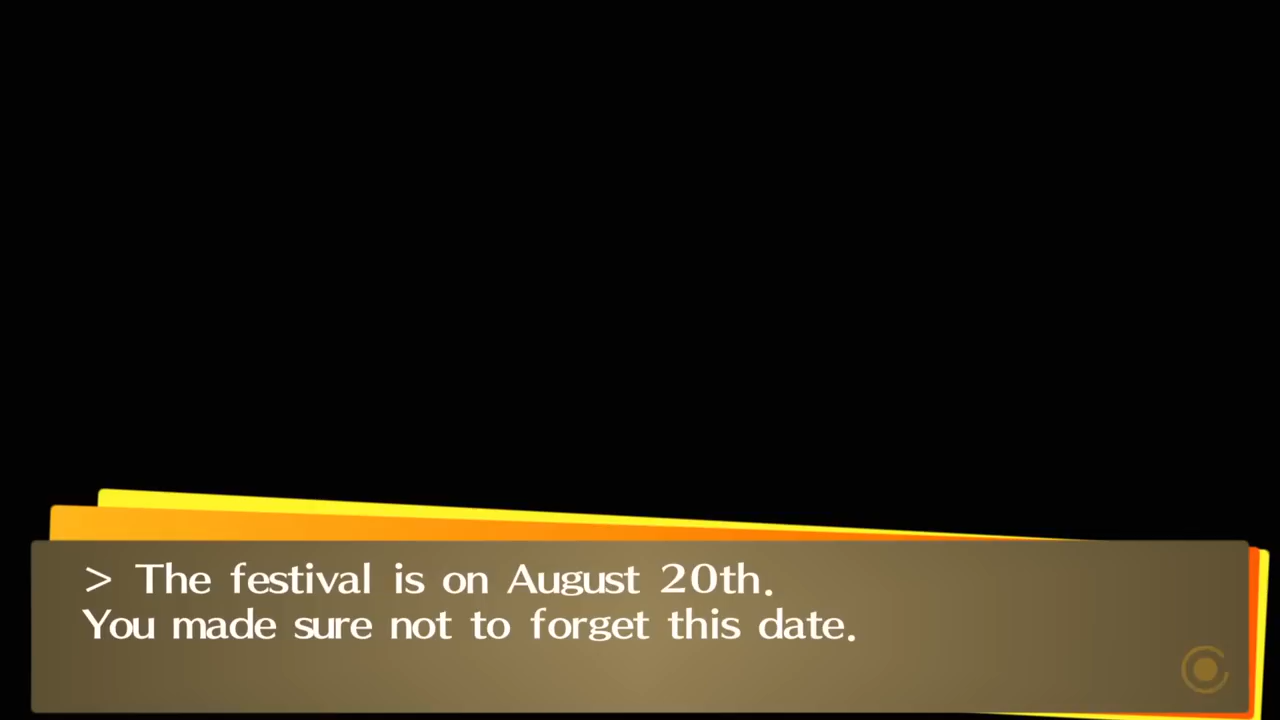 > The festival is on August 20th.
You made sure not to forget this date.